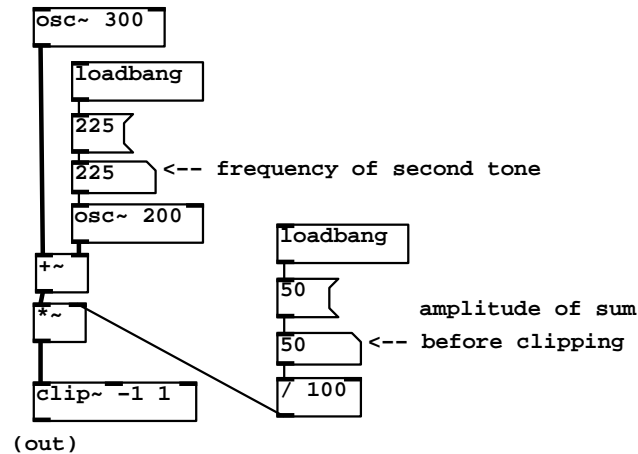 osc~ 300
loadbang
225
225 <-- frequency of second tone
osc~ 200
loadbang
+~
50
*~
amplitude of sum
50 <-- before clipping
clip~ -1 1
/ 100
(out)